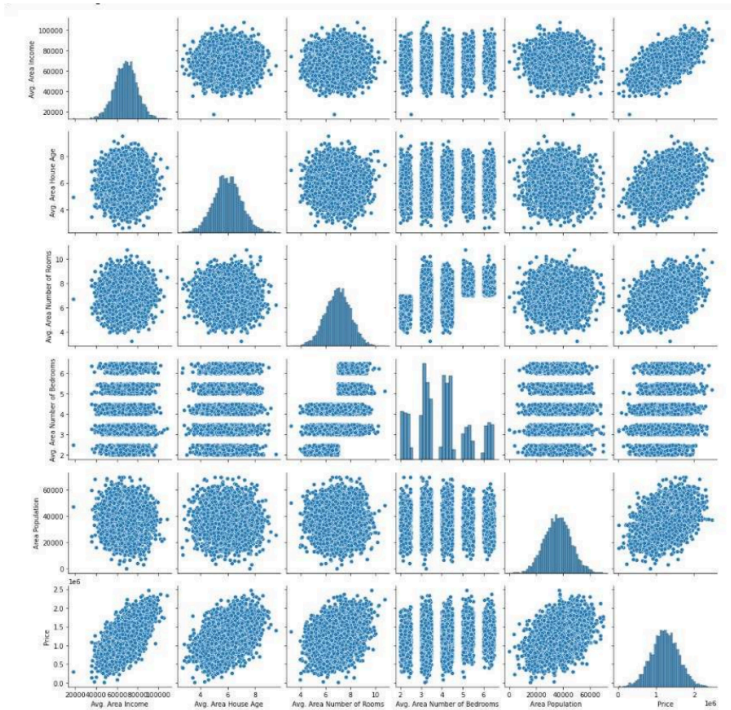 Avg. Area Income
100000
80000
60000
40000
20000
Avg. Area House Age
8
6
4
Avg. Area Number of Rooms
10
8
6
4
Avg. Area Number of Bedrooms
6
5
4
3
2
Area Population
60000
40000
20000
0
1e6
Price
2.5
2.0
1.5
1.0
0.5
0.0
20000 40000 60000 80000 100000
Avg. Area Income
4 6 8
Avg. Area House Age
4 6 8 10
Avg. Area Number of Rooms
2 3 4 5 6
Avg. Area Number of Bedrooms
0 20000 40000 60000
Area Population
0 1 2
1e6
Price